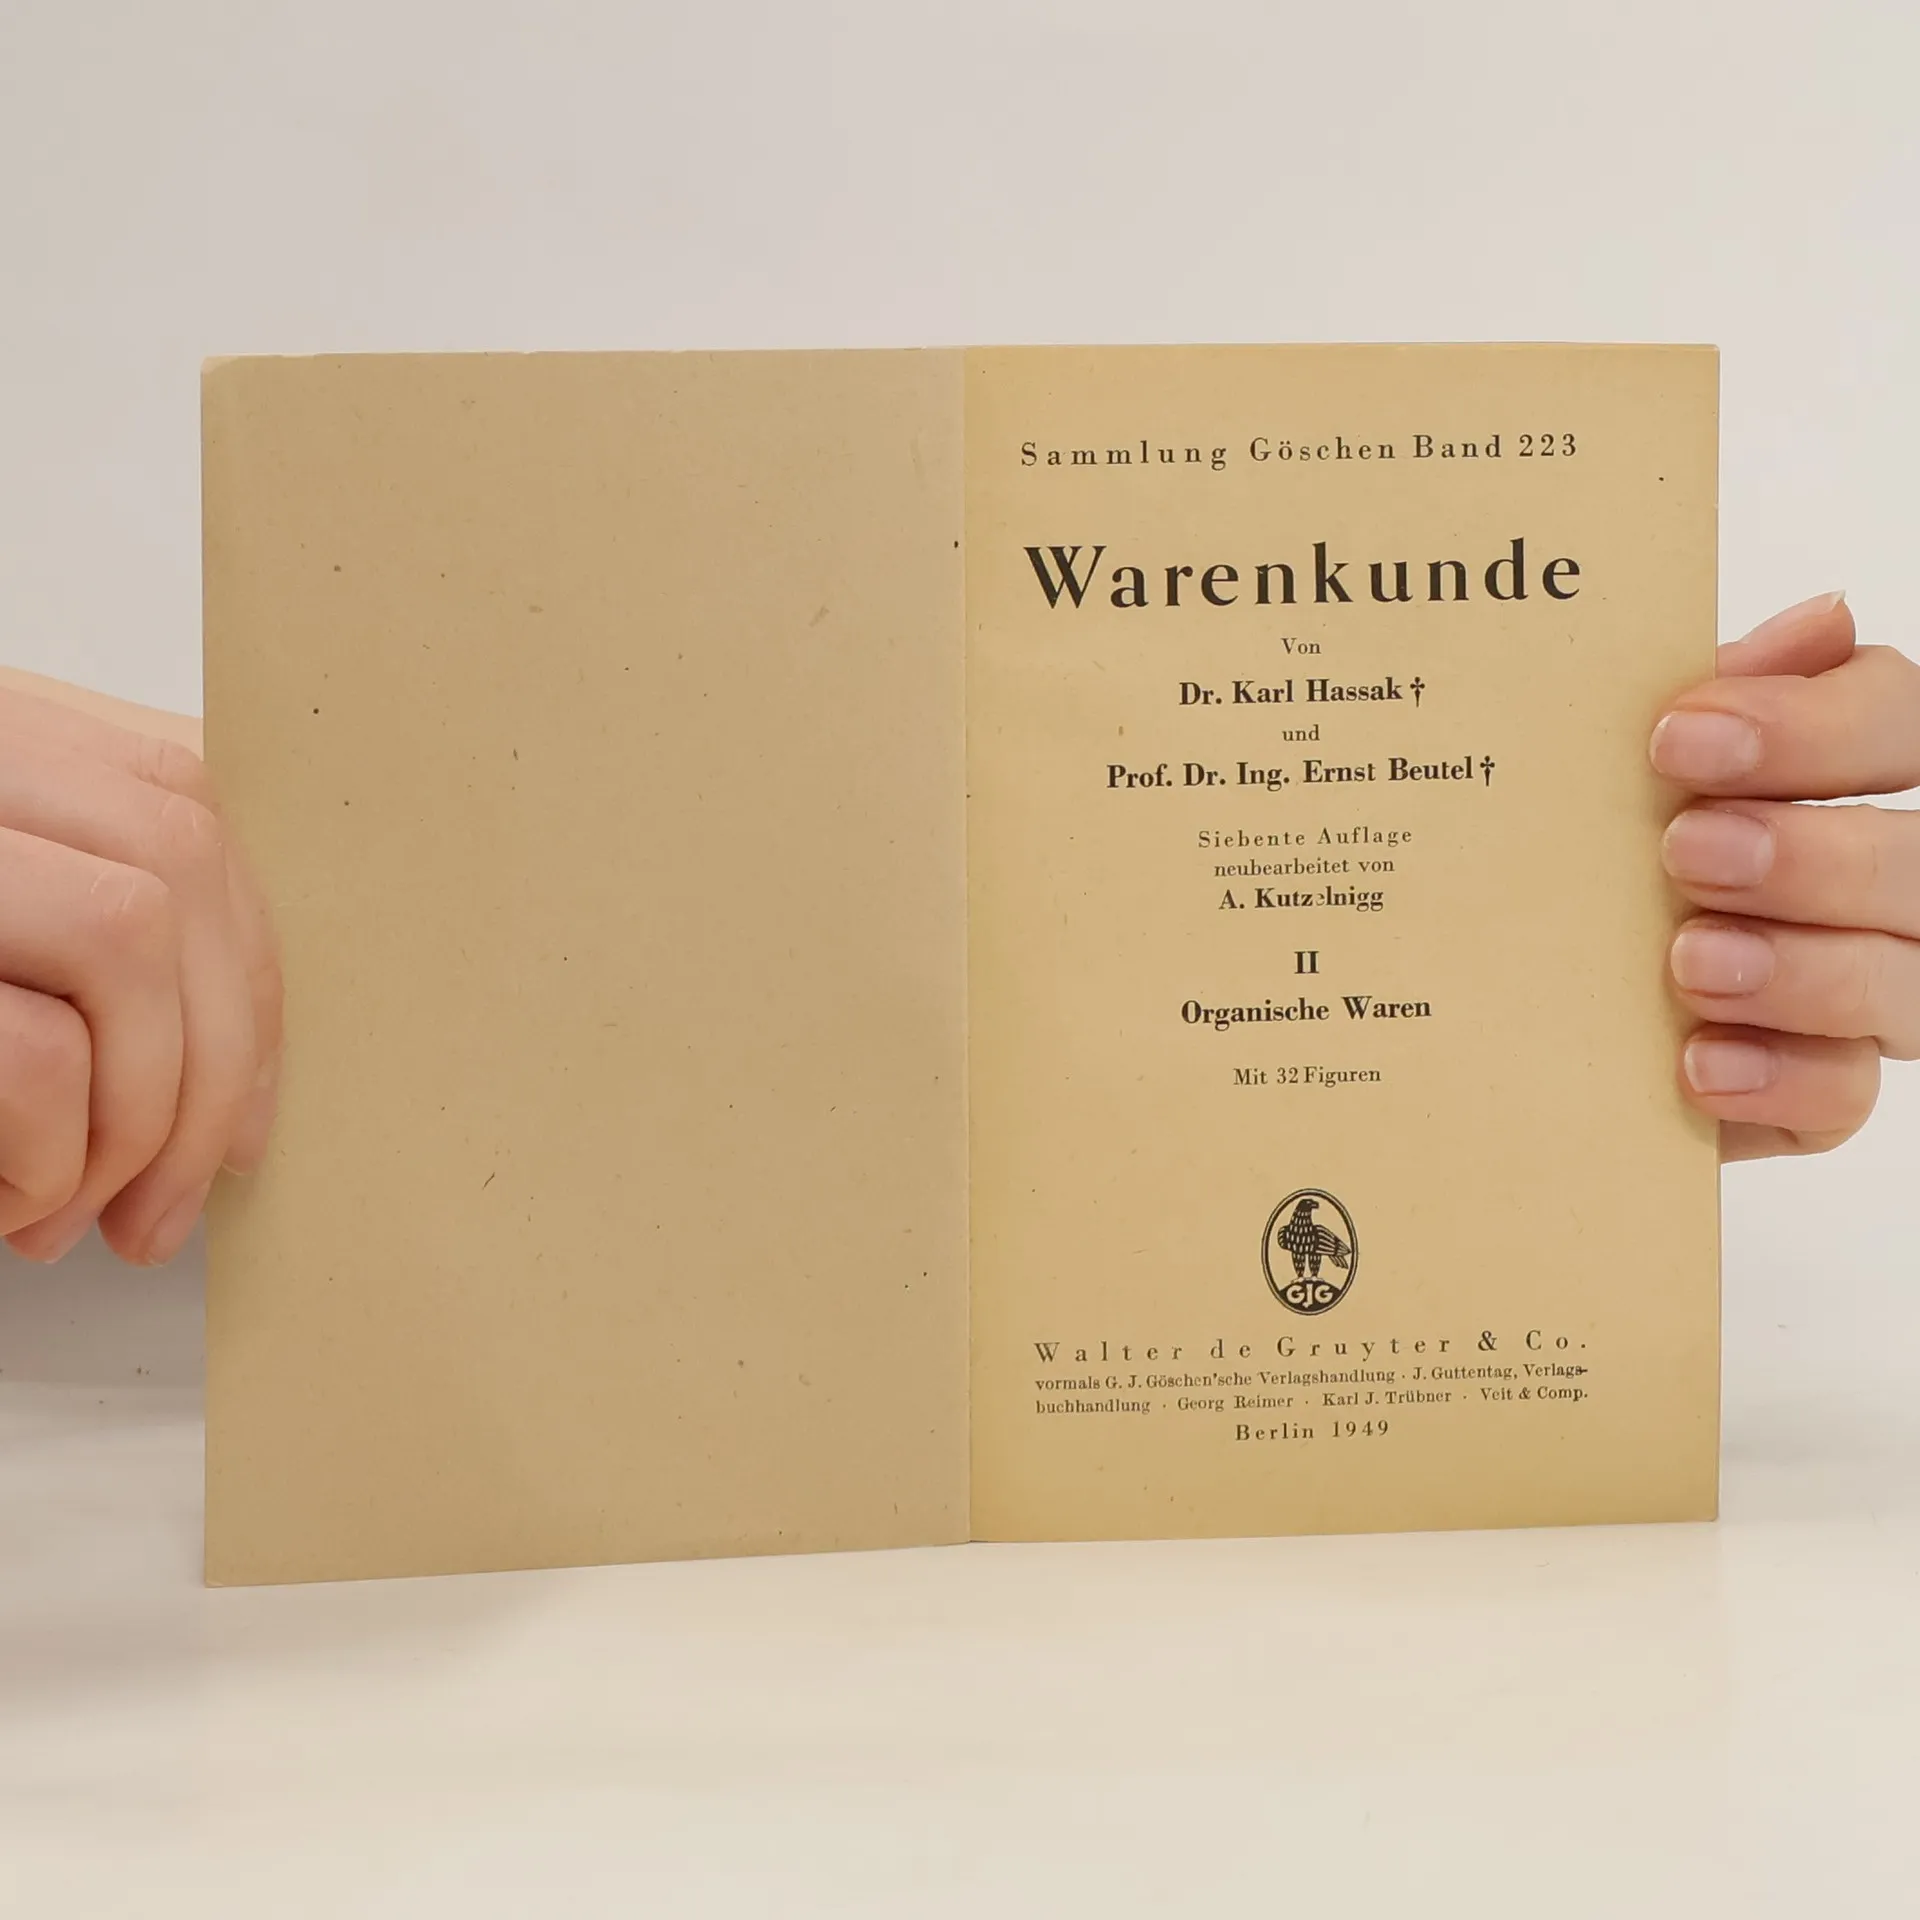 Sammlung Göschen Band 223
Warenkunde
Von
Dr. Karl Hassak †
und
Prof. Dr. Ing. Ernst Beutel †
Siebente Auflage
neubearbeitet von
A. Kutzelnigg
II
Organische Waren
Mit 32 Figuren
GJG
Walter de Gruyter & Co.
vormals G. J. Göschen'sche Verlagshandlung · J. Guttentag, Verlags-
buchhandlung · Georg Reimer · Karl J. Trübner · Veit & Comp.
Berlin 1949